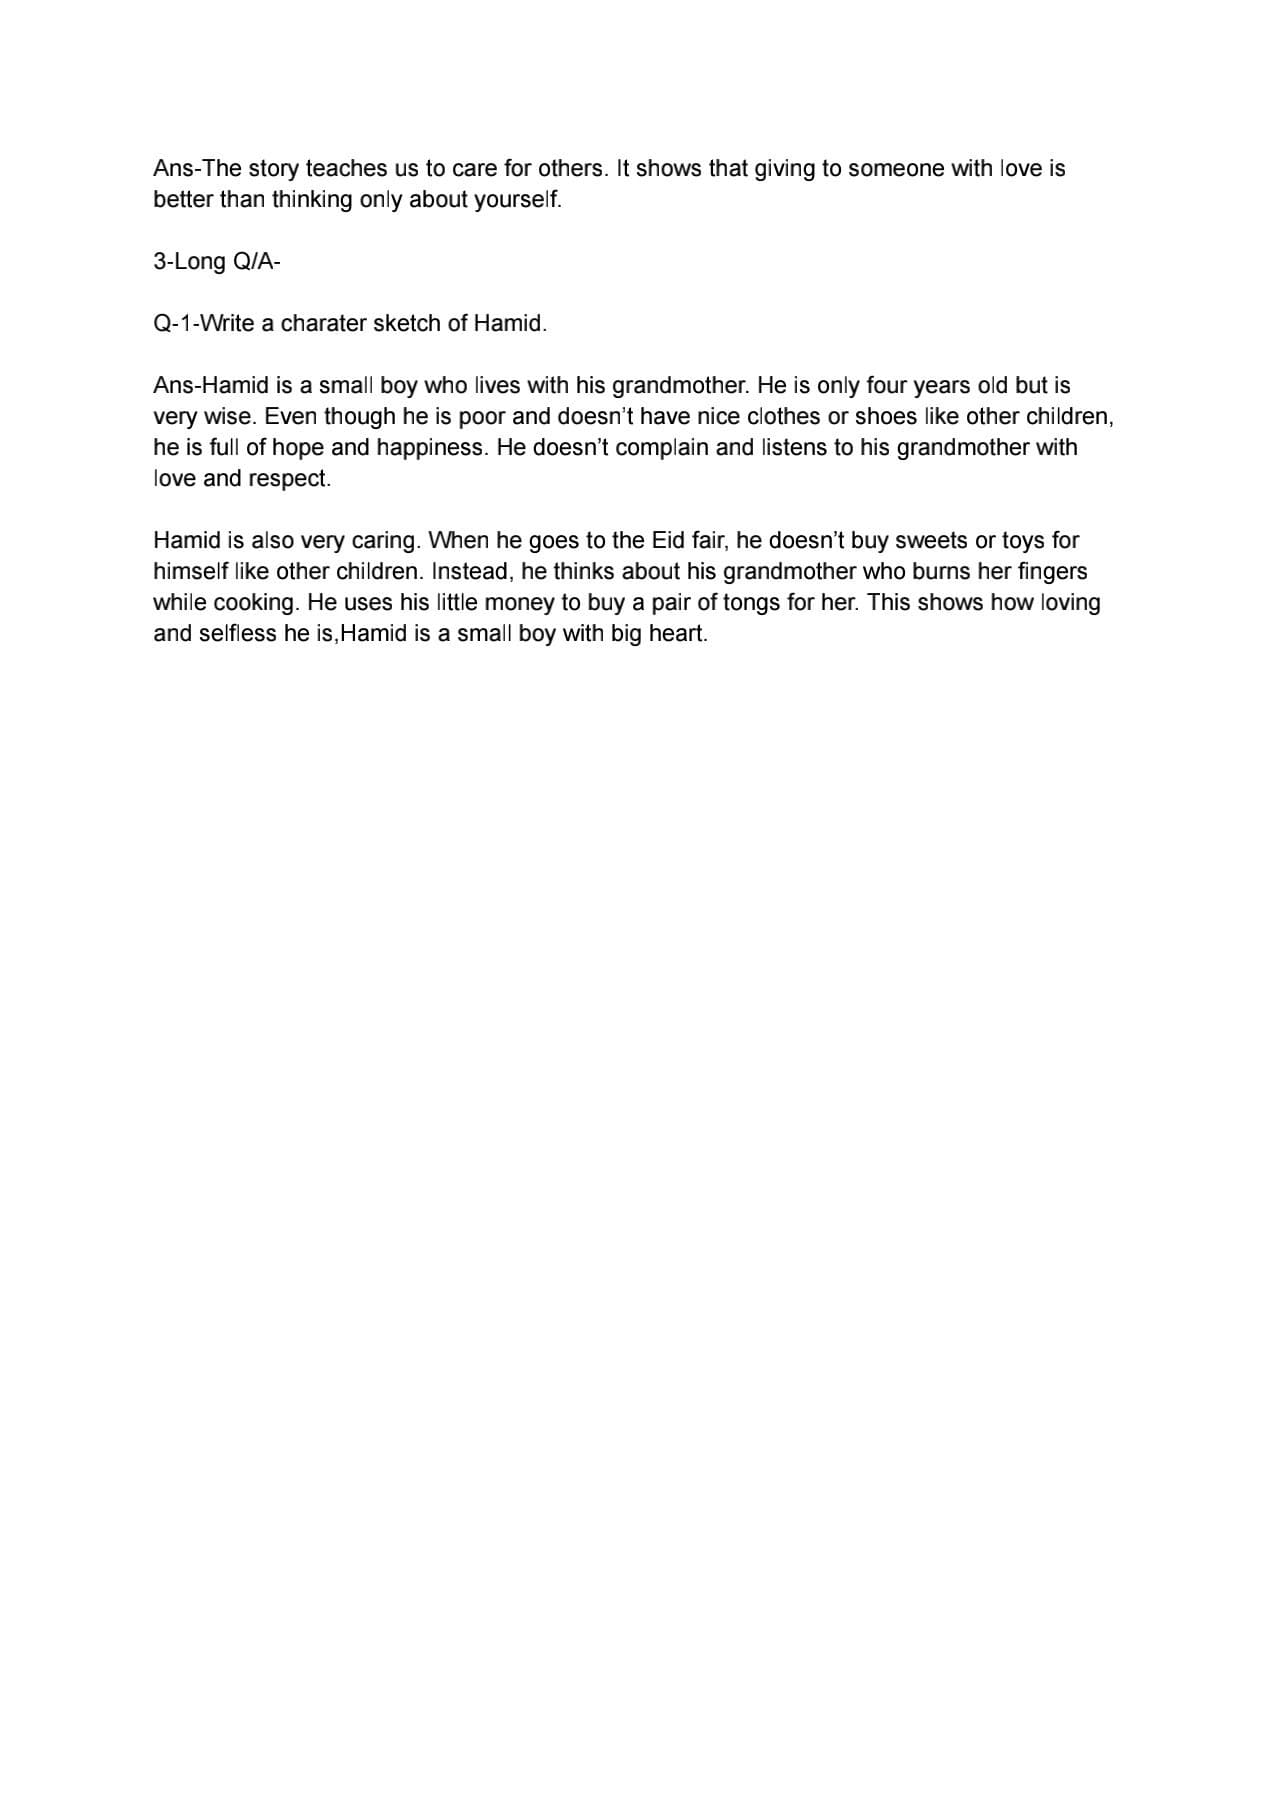 Ans-The story teaches us to care for others. It shows that giving to someone with love is
better than thinking only about yourself.
3-Long Q/A-
Q-1-Write a charater sketch of Hamid.
Ans-Hamid is a small boy who lives with his grandmother. He is only four years old but is
very wise. Even though he is poor and doesn’t have nice clothes or shoes like other children,
he is full of hope and happiness. He doesn’t complain and listens to his grandmother with
love and respect.
Hamid is also very caring. When he goes to the Eid fair, he doesn’t buy sweets or toys for
himself like other children. Instead, he thinks about his grandmother who burns her fingers
while cooking. He uses his little money to buy a pair of tongs for her. This shows how loving
and selfless he is,Hamid is a small boy with big heart.